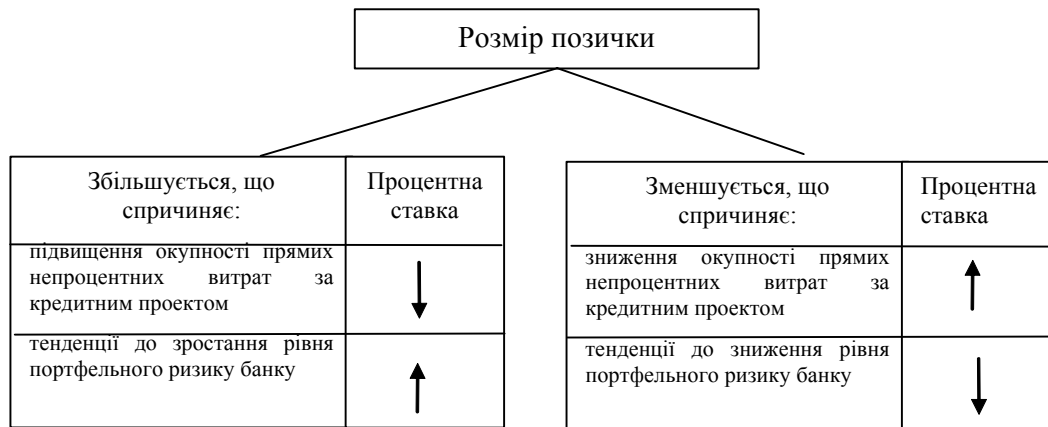 Розмір позички
Збільшується, що
спричиняє:
Процентна
ставка
підвищення окупності прямих
непроцентних витрат за
кредитним проектом
тенденції до зростання рівня
портфельного ризику банку
Зменшується, що
спричиняє:
Процентна
ставка
зниження окупності прямих
непроцентних витрат за
кредитним проектом
тенденції до зниження рівня
портфельного ризику банку